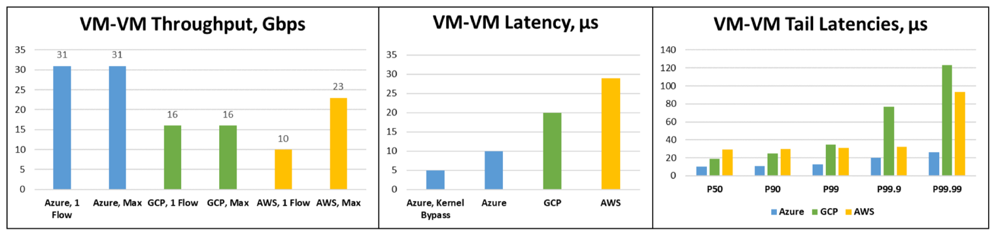 VM-VM Throughput, Gbps
35
30
25
20
15
10
5
0
31
31
16
16
10
23
Azure, 1 Flow
Azure, Max
GCP, 1 Flow
GCP, Max
AWS, 1 Flow
AWS, Max
VM-VM Latency, µs
35
30
25
20
15
10
5
0
Azure, Kernel
Bypass
Azure
GCP
AWS
VM-VM Tail Latencies, µs
140
120
100
80
60
40
20
0
P50
P90
P99
P99.9
P99.99
Azure
GCP
AWS